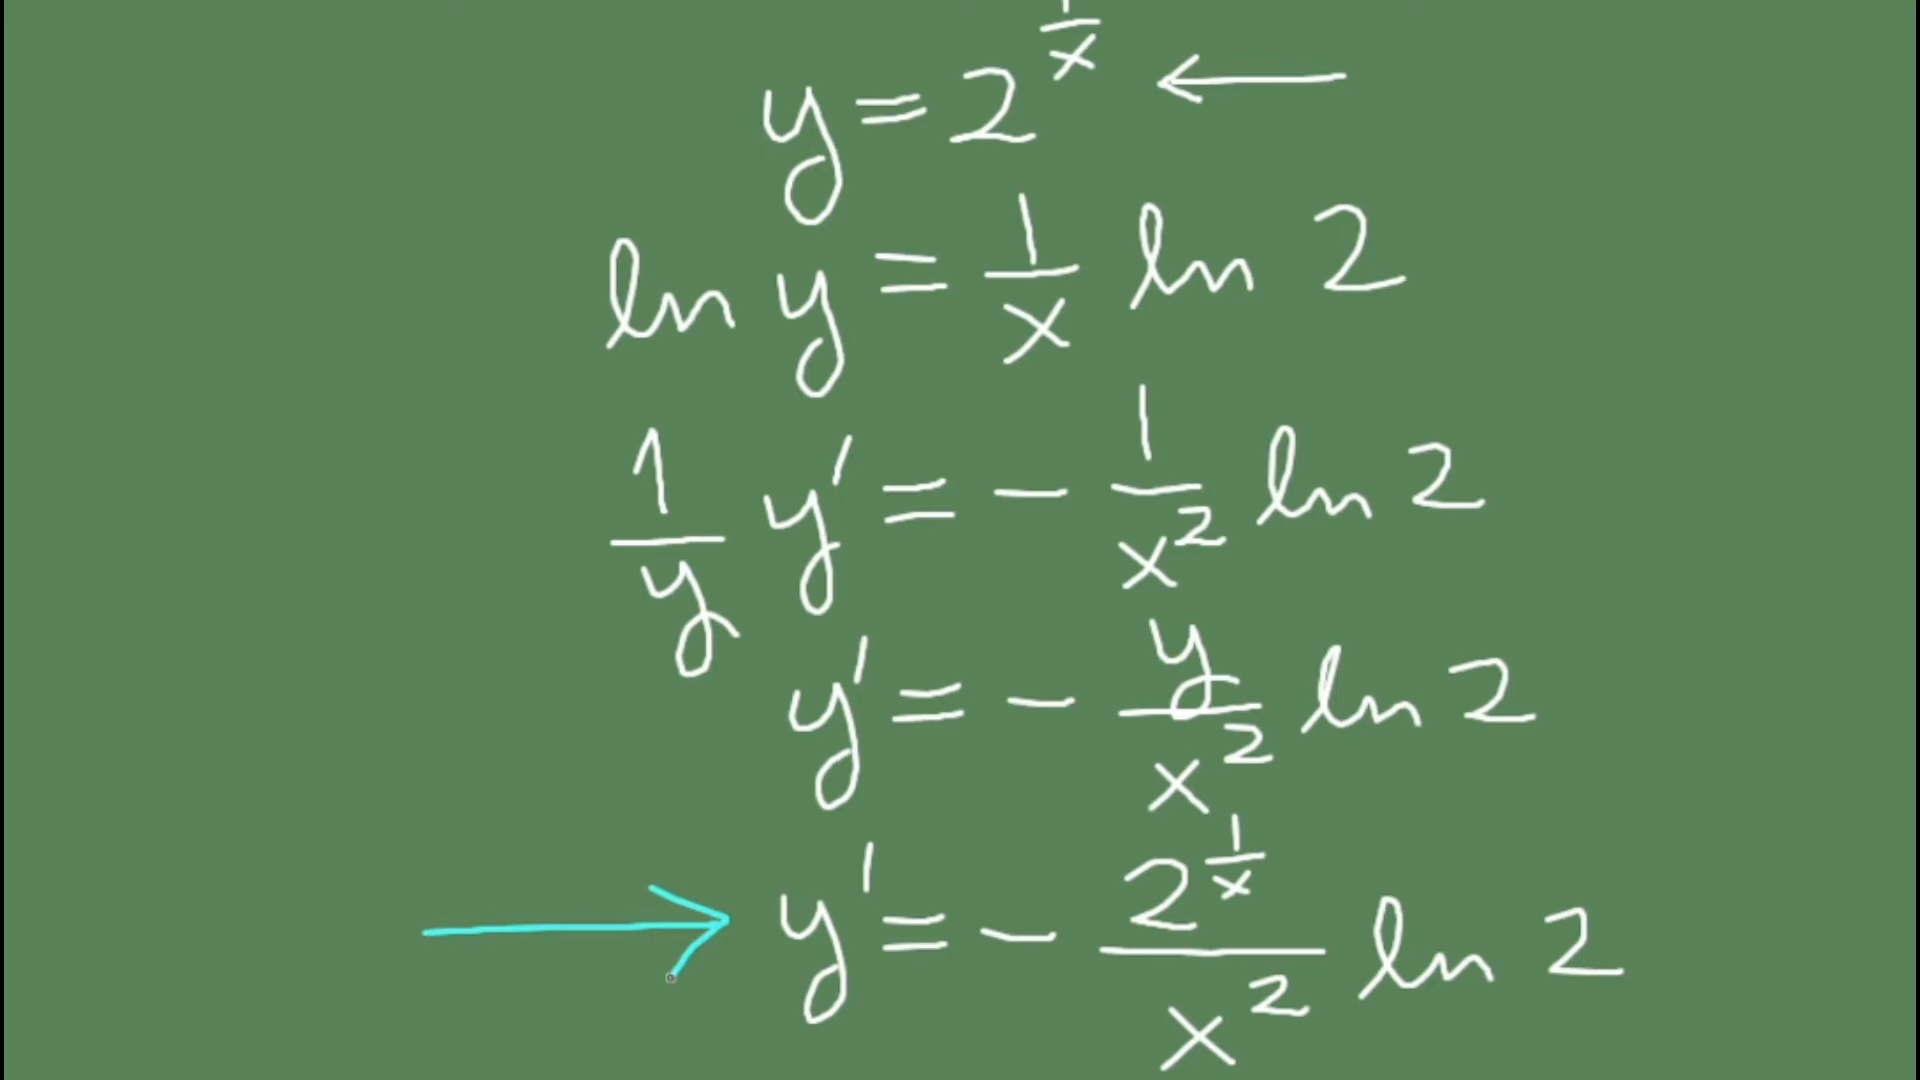 y = 2^(1/x) ←
ln y = 1/x ln 2
1/y y' = - 1/x² ln 2
y' = - y/x² ln 2
→ y' = - 2^(1/x)/x² ln 2